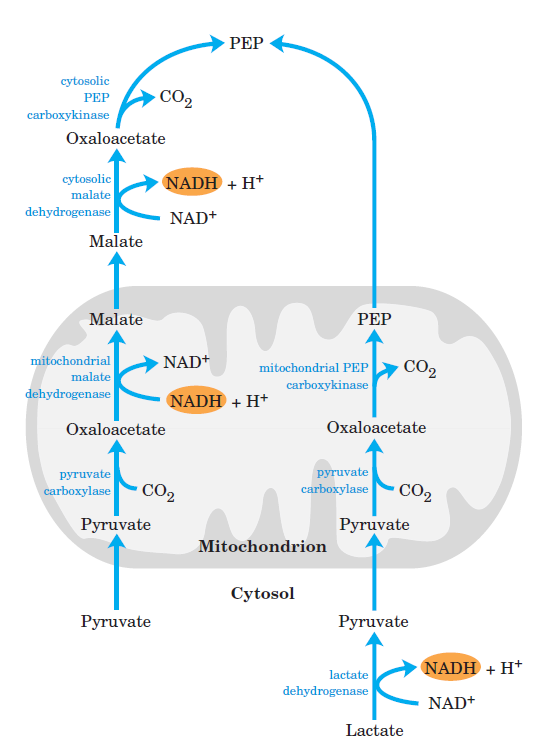 PEP
cytosolic
PEP
carboxykinase
CO2
Oxaloacetate
cytosolic
malate
dehydrogenase
NADH + H+
NAD+
Malate
Malate
mitochondrial
malate
dehydrogenase
NAD+
NADH + H+
Oxaloacetate
pyruvate
carboxylase
CO2
Pyruvate
Pyruvate
PEP
mitochondrial PEP
carboxykinase
CO2
Oxaloacetate
pyruvate
carboxylase
CO2
Pyruvate
Mitochondrion
Cytosol
Pyruvate
lactate
dehydrogenase
NADH + H+
NAD+
Lactate